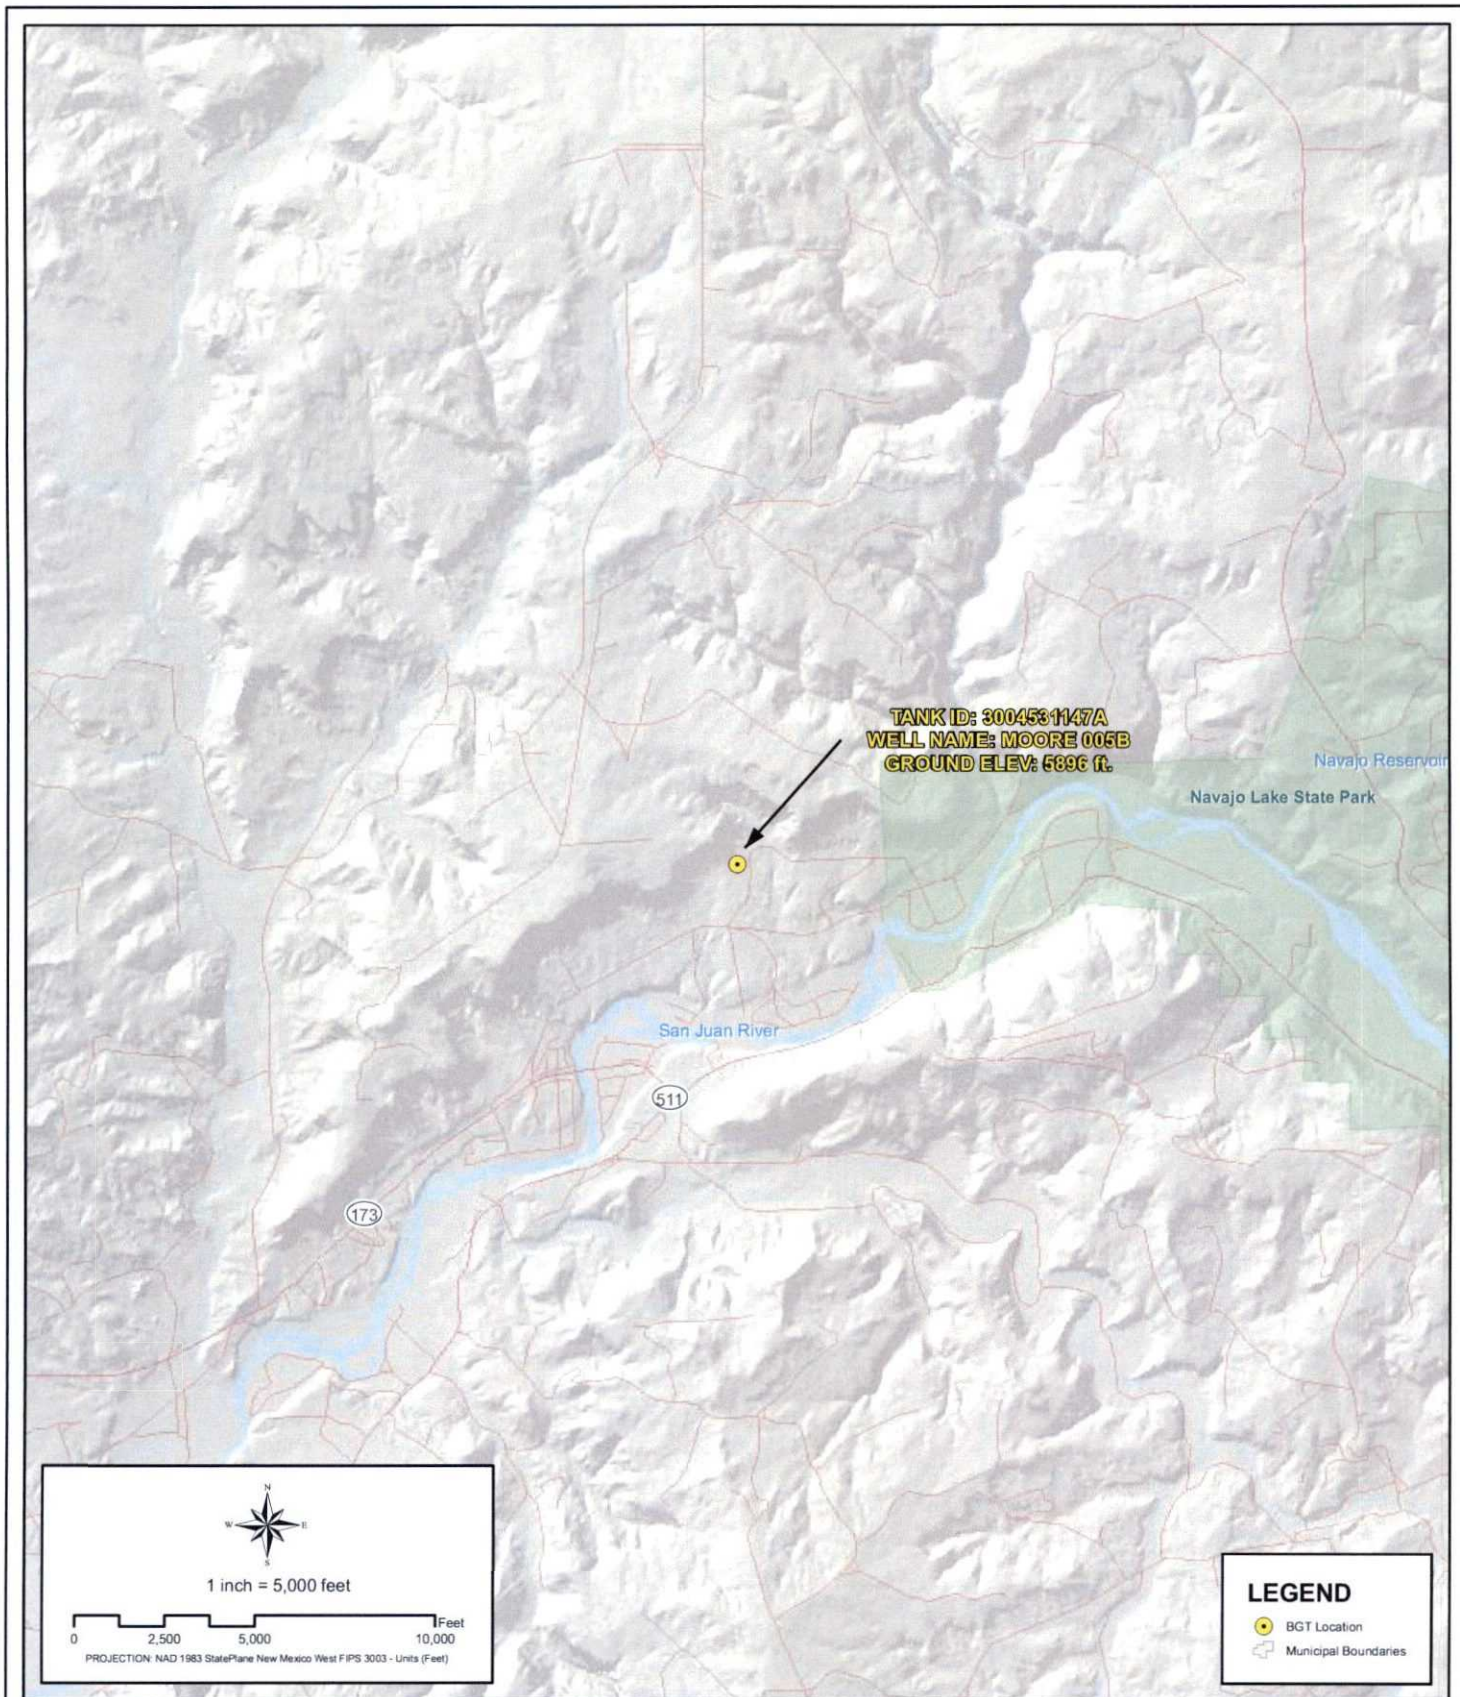 TANK ID: 3004531147A
WELL NAME: MOORE 005B
GROUND ELEV: 5896 ft.
Navajo Reservoir
Navajo Lake State Park
San Juan River
511
173
N
W E
S
1 inch = 5,000 feet
Feet
0 2,500 5,000 10,000
PROJECTION: NAD 1983 StatePlane New Mexico West FIPS 3003 - Units (Feet)
LEGEND
BGT Location
Municipal Boundaries